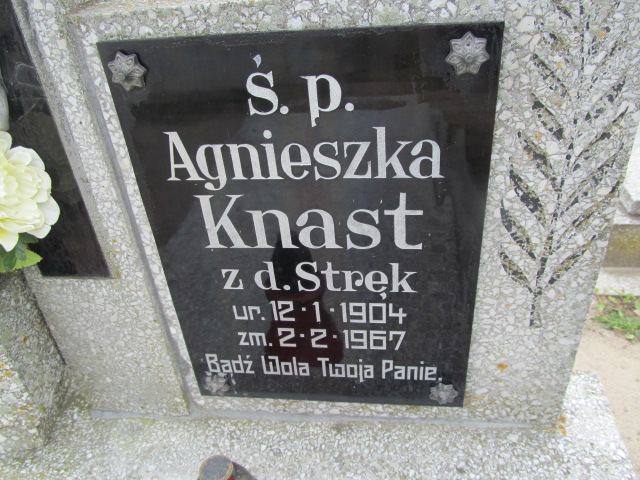 Ś. p.
Agnieszka
Knast
z d. Stręk
ur. 12·1·1904
zm. 2·2·1967
Bądź Wola Twoja Panie.